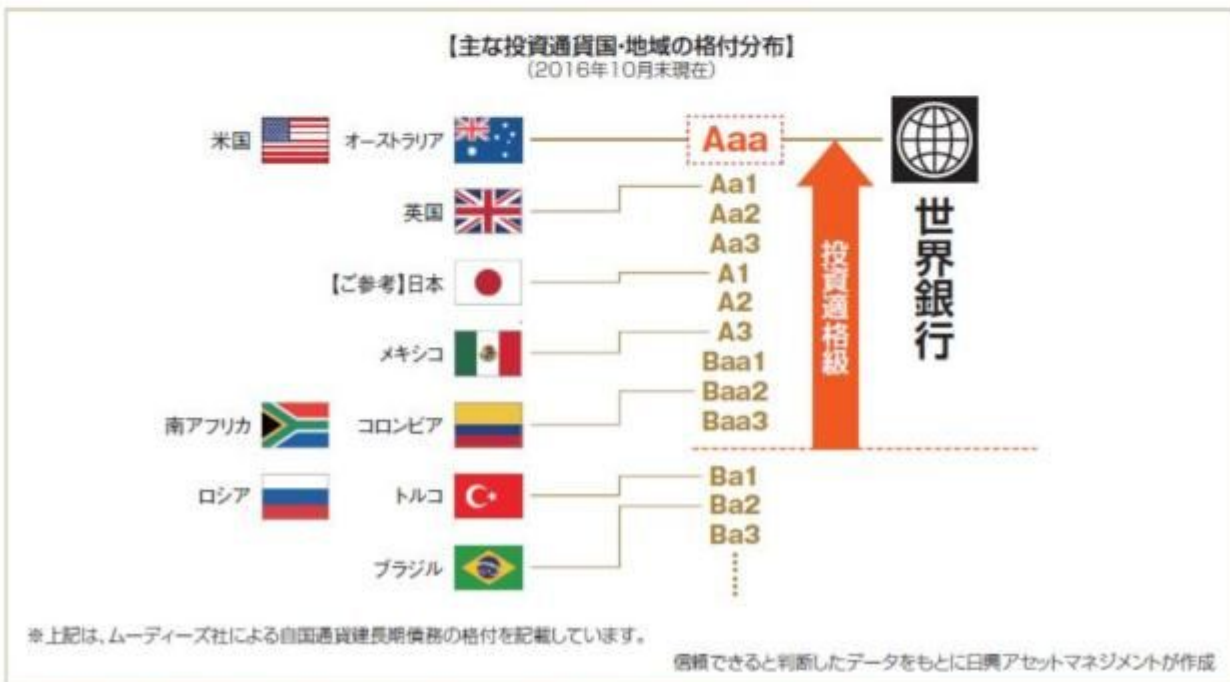 【主な投資通貨国・地域の格付分布】
(2016年10月末現在)
米国 オーストラリア Aaa
英国 Aa1
Aa2
Aa3
【ご参考】日本 A1
A2
メキシコ A3
Baa1
南アフリカ コロンビア Baa2
Baa3
ロシア トルコ Ba1
ブラジル Ba2
Ba3
投資適格級
世界銀行
※上記は、ムーディーズ社による自国通貨建長期債務の格付を記載しています。
信頼できると判断したデータをもとに日興アセットマネジメントが作成